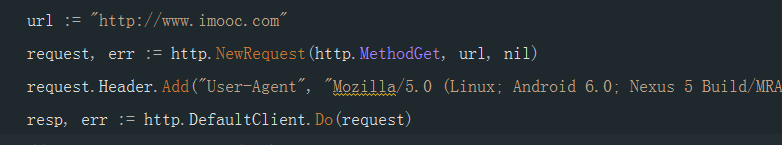 url := "http://www.imooc.com"
request, err := http.NewRequest(http.MethodGet, url, nil)
request.Header.Add("User-Agent", "Mozilla/5.0 (Linux; Android 6.0; Nexus 5 Build/MRA
resp, err := http.DefaultClient.Do(request)